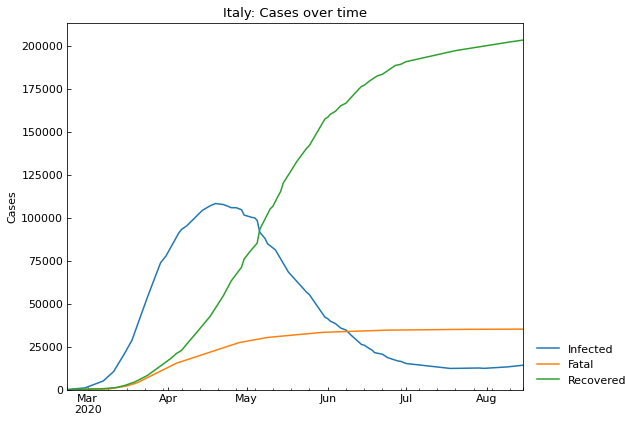 Italy: Cases over time
Cases
200000
175000
150000
125000
100000
75000
50000
25000
0
Mar
2020
Apr
May
Jun
Jul
Aug
Infected
Fatal
Recovered